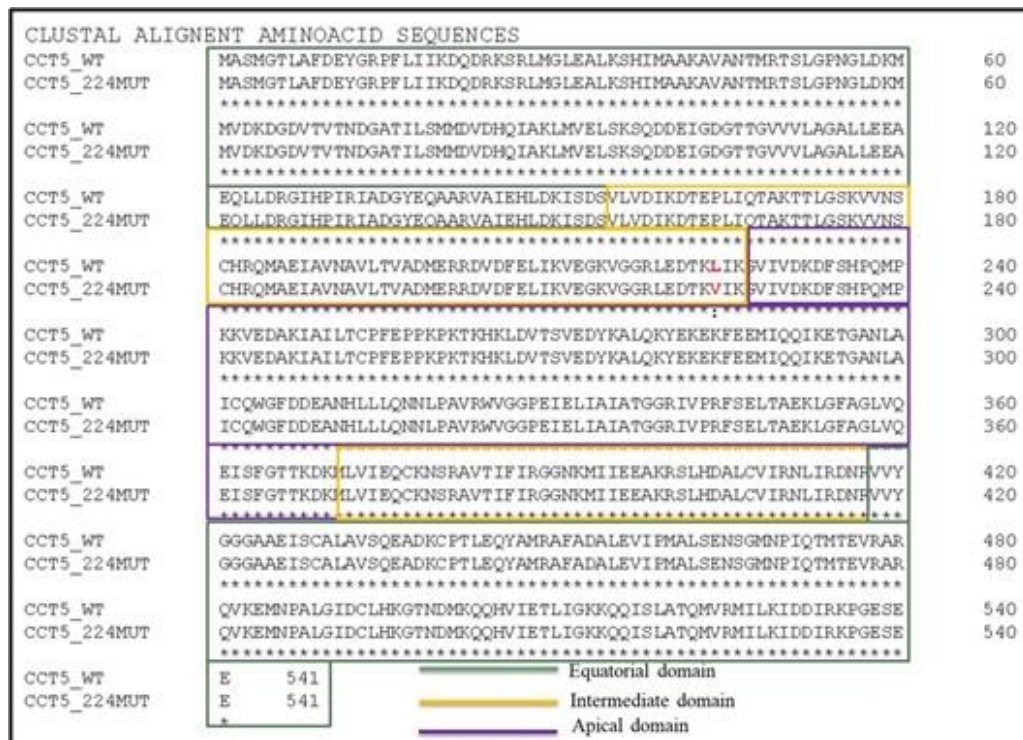 CLUSTAL ALIGNENT AMINOACID SEQUENCES
CCT5_WT MASMGTLAFDEYGRPFLIIKDQDRKSRLMGLEALKSHIMAAKAVANTMRTSLGPNGLDKM 60
CCT5_224MUT MASMGTLAFDEYGRPFLIIKDQDRKSRLMGLEALKSHIMAAKAVANTMRTSLGPNGLDKM 60
************************************************************
CCT5_WT MVDKDGDVTVTNDGATILSMMDVDHQIAKLMVELSKSQDDEIGDGTTGVVVLAGALLEEA 120
CCT5_224MUT MVDKDGDVTVTNDGATILSMMDVDHQIAKLMVELSKSQDDEIGDGTTGVVVLAGALLEEA 120
************************************************************
CCT5_WT EQLLDRGIHPIRIADGYEQAARVAIEHLDKISDSVLVDIKDTEPLIQTAKTTLGSKVVNS 180
CCT5_224MUT EQLLDRGIHPIRIADGYEQAARVAIEHLDKISDSVLVDIKDTEPLIQTAKTTLGSKVVNS 180
************************************************************
CCT5_WT CHRQMAEIAVNAVLTVADMERRDVDFELIKVEGKVGGRLEDTKLIKGVIVDKDFSHPQMP 240
CCT5_224MUT CHRQMAEIAVNAVLTVADMERRDVDFELIKVEGKVGGRLEDTKVIKGVIVDKDFSHPQMP 240
*******************************************:****************
CCT5_WT KKVEDAKIAILTCPFEPPKPKTKHKLDVTSVEDYKALQKYEKEKFEEMIQQIKETGANLA 300
CCT5_224MUT KKVEDAKIAILTCPFEPPKPKTKHKLDVTSVEDYKALQKYEKEKFEEMIQQIKETGANLA 300
************************************************************
CCT5_WT ICQWGFDDEANHLLLQNNLPAVRWVGGPEIELIAIATGGRIVPRFSELTAEKLGFAGLVQ 360
CCT5_224MUT ICQWGFDDEANHLLLQNNLPAVRWVGGPEIELIAIATGGRIVPRFSELTAEKLGFAGLVQ 360
************************************************************
CCT5_WT EISFGTTKDKMLVIEQCKNSRAVTIFIRGGNKMIIEEAKRSLHDALCVIRNLIRDNRVVY 420
CCT5_224MUT EISFGTTKDKMLVIEQCKNSRAVTIFIRGGNKMIIEEAKRSLHDALCVIRNLIRDNRVVY 420
************************************************************
CCT5_WT GGGAAEISCALAVSQEADKCPTLEQYAMRAFADALEVIPMALSENSGMNPIQTMTEVRAR 480
CCT5_224MUT GGGAAEISCALAVSQEADKCPTLEQYAMRAFADALEVIPMALSENSGMNPIQTMTEVRAR 480
************************************************************
CCT5_WT QVKEMNPALGIDCLHKGTNDMKQQHVIETLIGKKQQISLATQMVRMILKIDDIRKPGESE 540
CCT5_224MUT QVKEMNPALGIDCLHKGTNDMKQQHVIETLIGKKQQISLATQMVRMILKIDDIRKPGESE 540
************************************************************
CCT5_WT E 541
CCT5_224MUT E 541
*
Equatorial domain
Intermediate domain
Apical domain